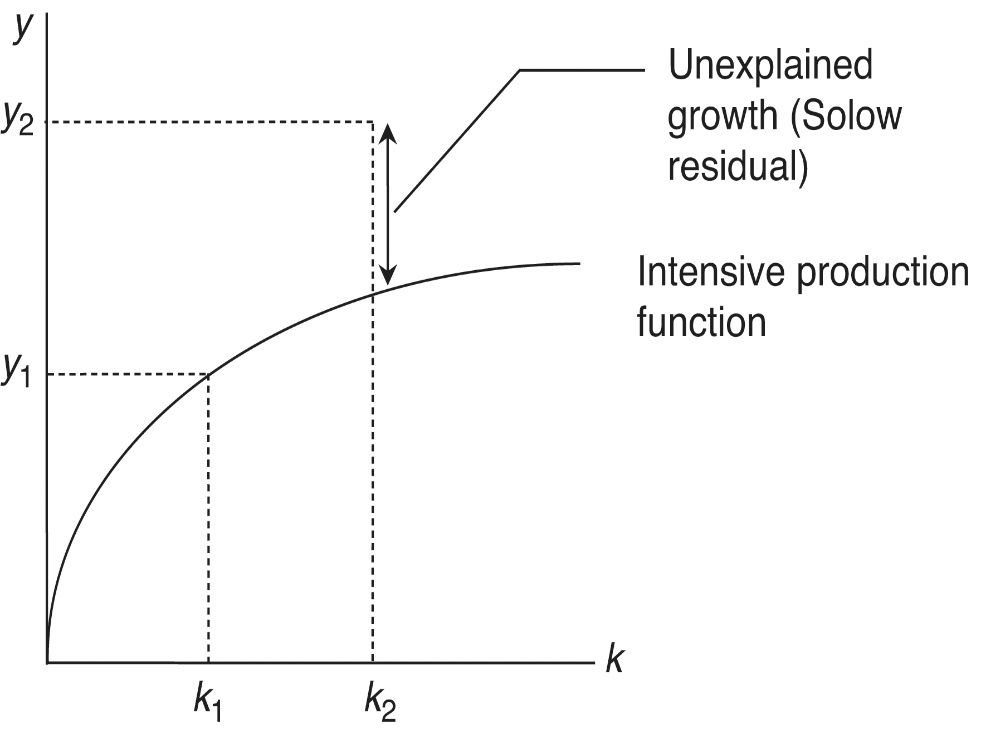 y
y2
Unexplained
growth (Solow
residual)
Intensive production
function
y1
k
k1
k2